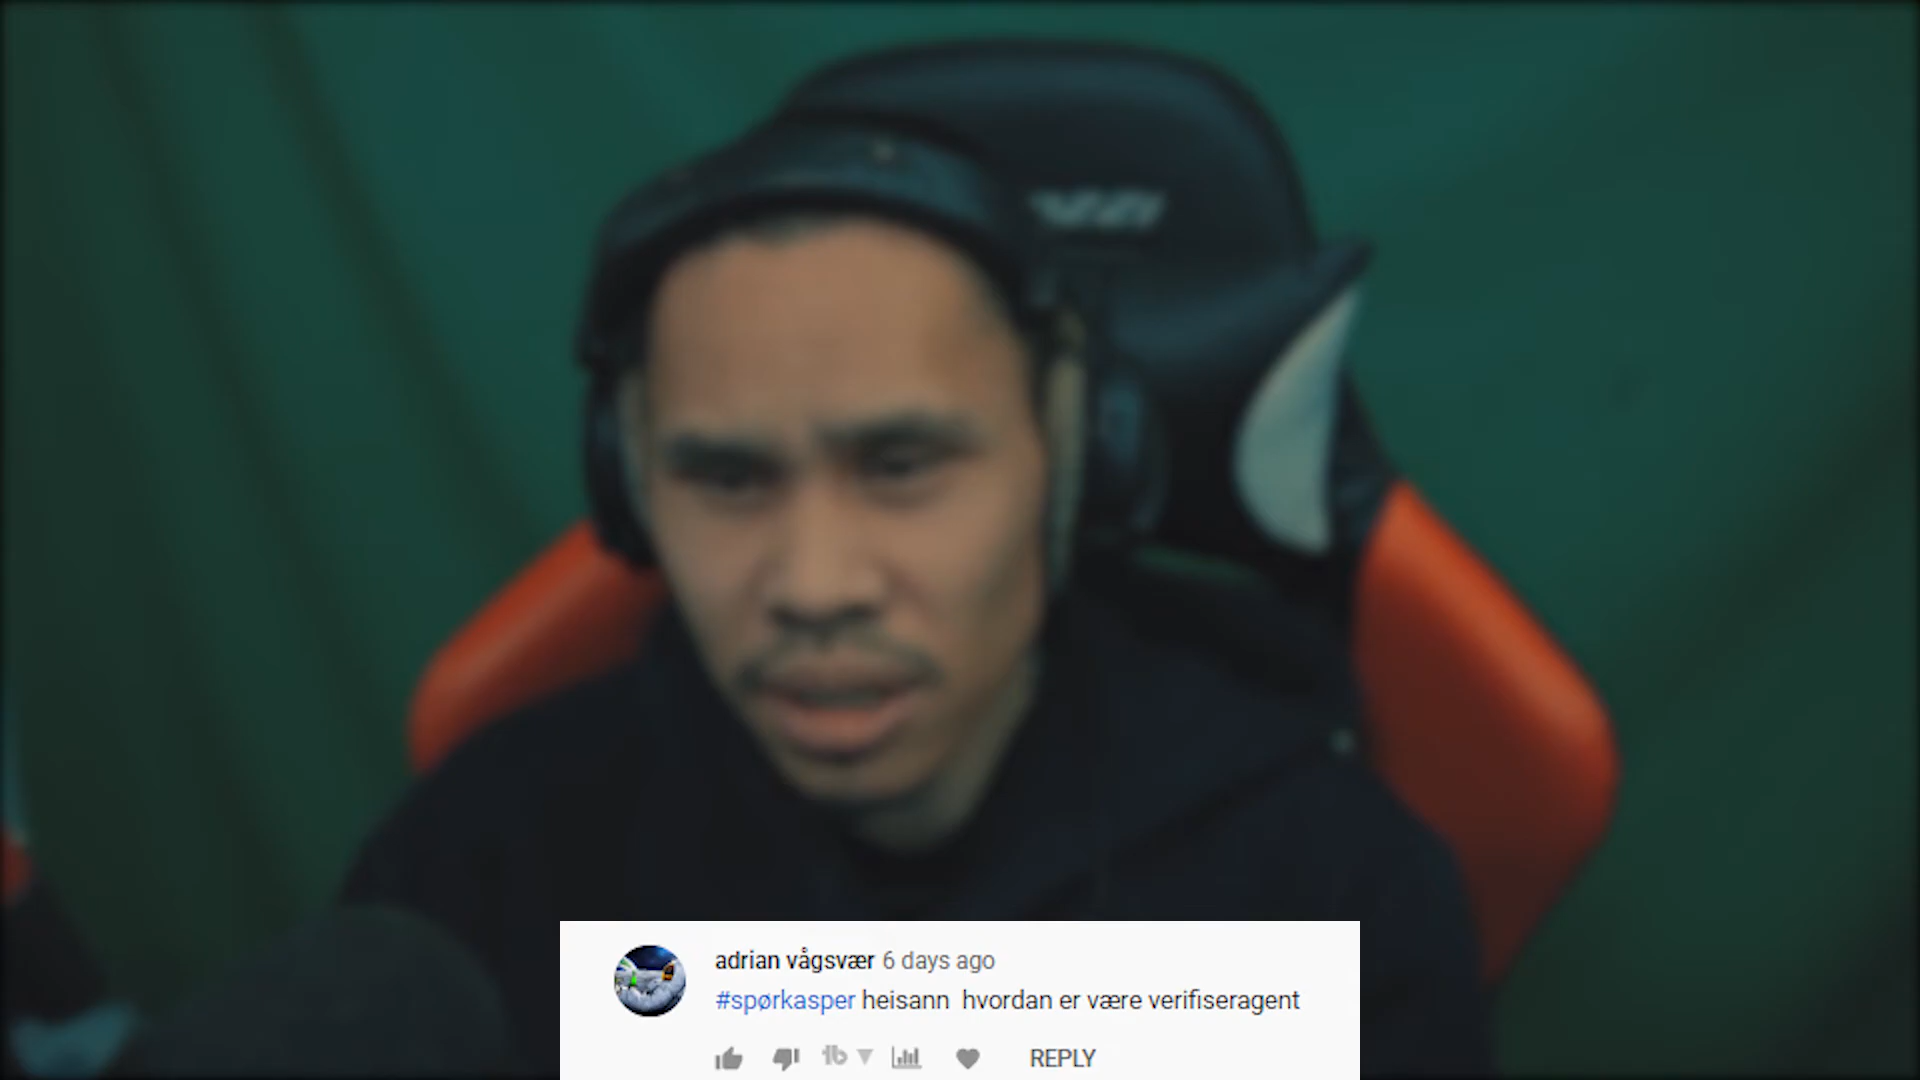 adrian vågsvær 6 days ago
#spørkasper heisann hvordan er være verifiseragent
REPLY